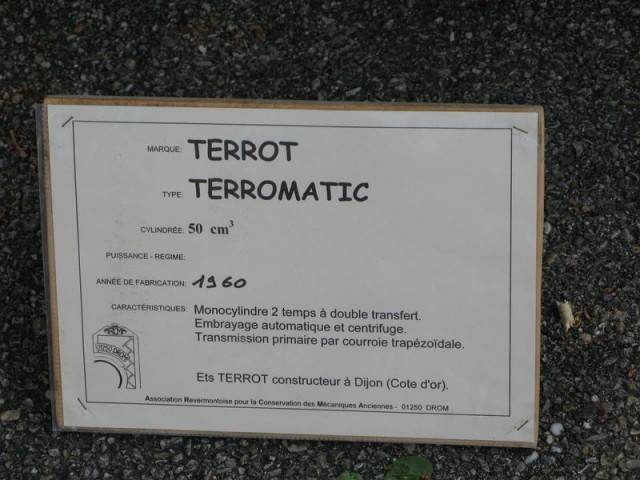 MARQUE: TERROT
TYPE: TERROMATIC
CYLINDRÉE: 50 cm³
PUISSANCE - REGIME:
ANNÉE DE FABRICATION: 1960
CARACTÉRISTIQUES: Monocylindre 2 temps à double transfert.
Embrayage automatique et centrifuge.
Transmission primaire par courroie trapézoïdale.
Ets TERROT constructeur à Dijon (Cote d'or).
Association Revermontoise pour la Conservation des Mécaniques Anciennes - 01250 DROM